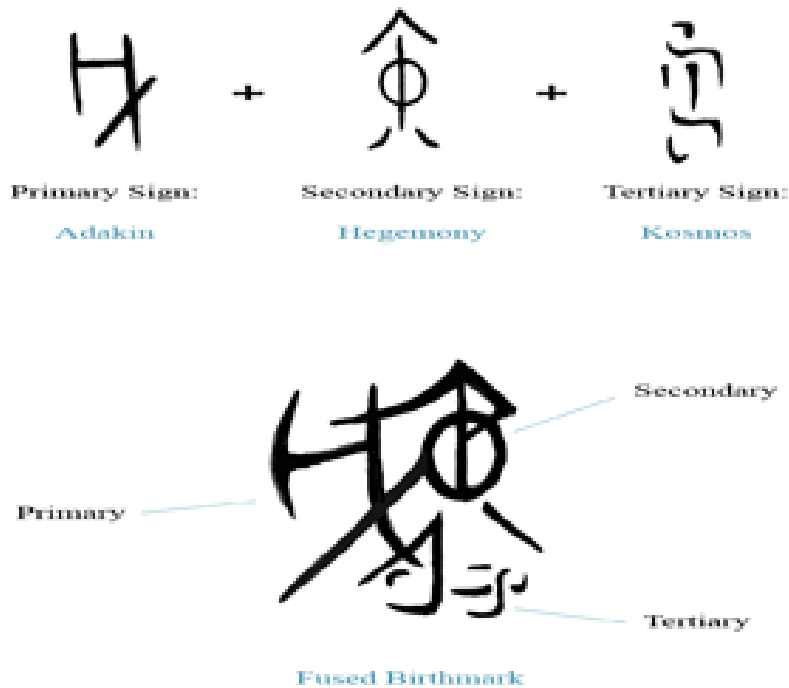 + +
Primary Sign: Secondary Sign: Tertiary Sign:
Adakin Hegemony Kosmos
Secondary
Primary
Tertiary
Fused Birthmark